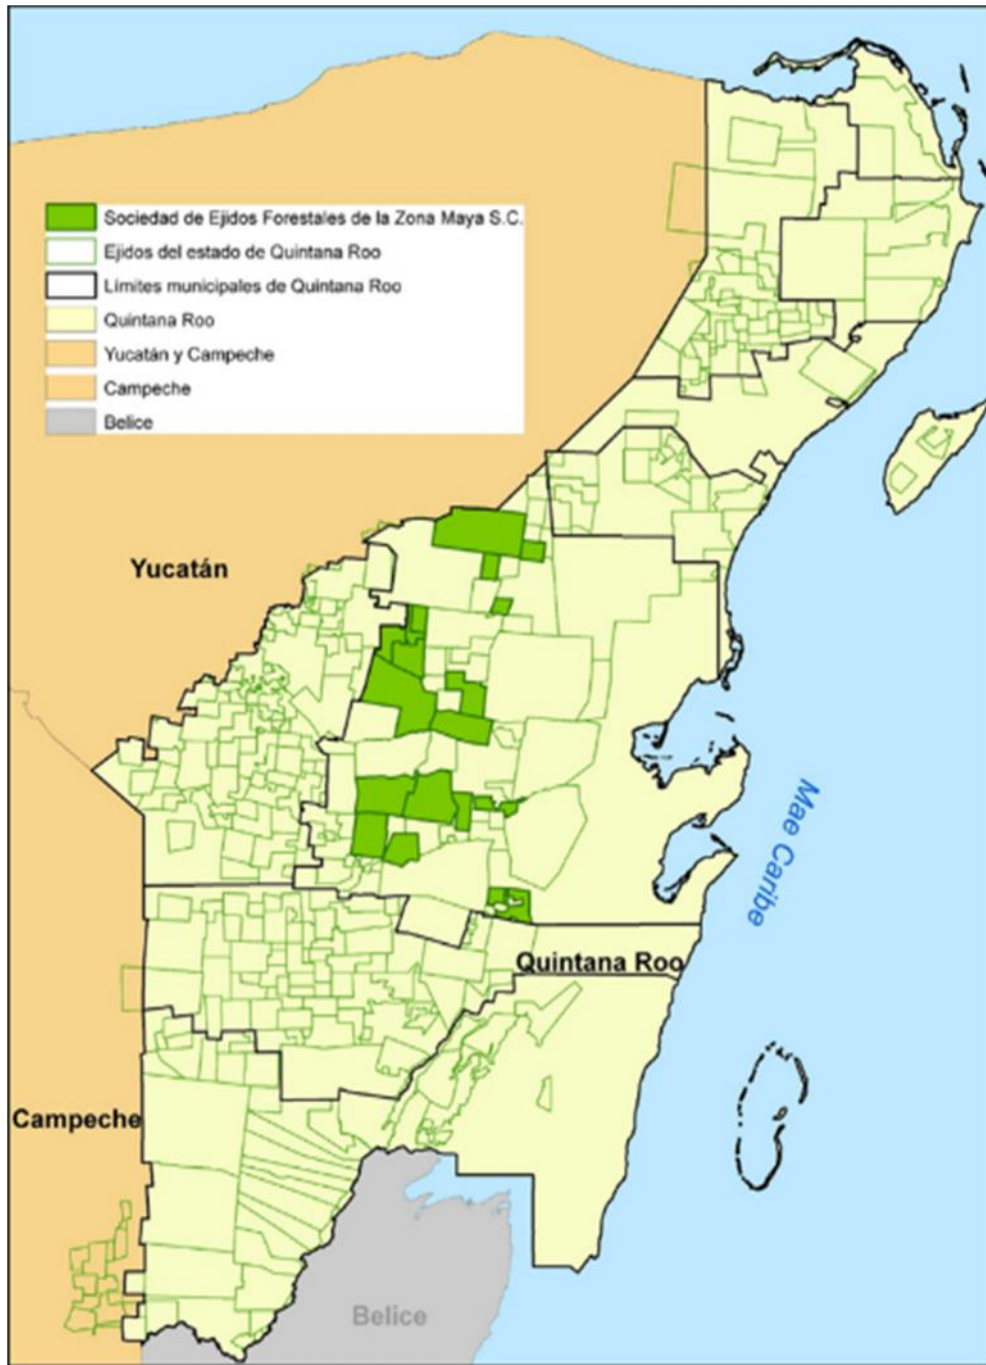 Sociedad de Ejidos Forestales de la Zona Maya S.C.
Ejidos del estado de Quintana Roo
Límites municipales de Quintana Roo
Quintana Roo
Yucatán y Campeche
Campeche
Belice
Yucatán
Mae Caribe
Quintana Roo
Campeche
Belice